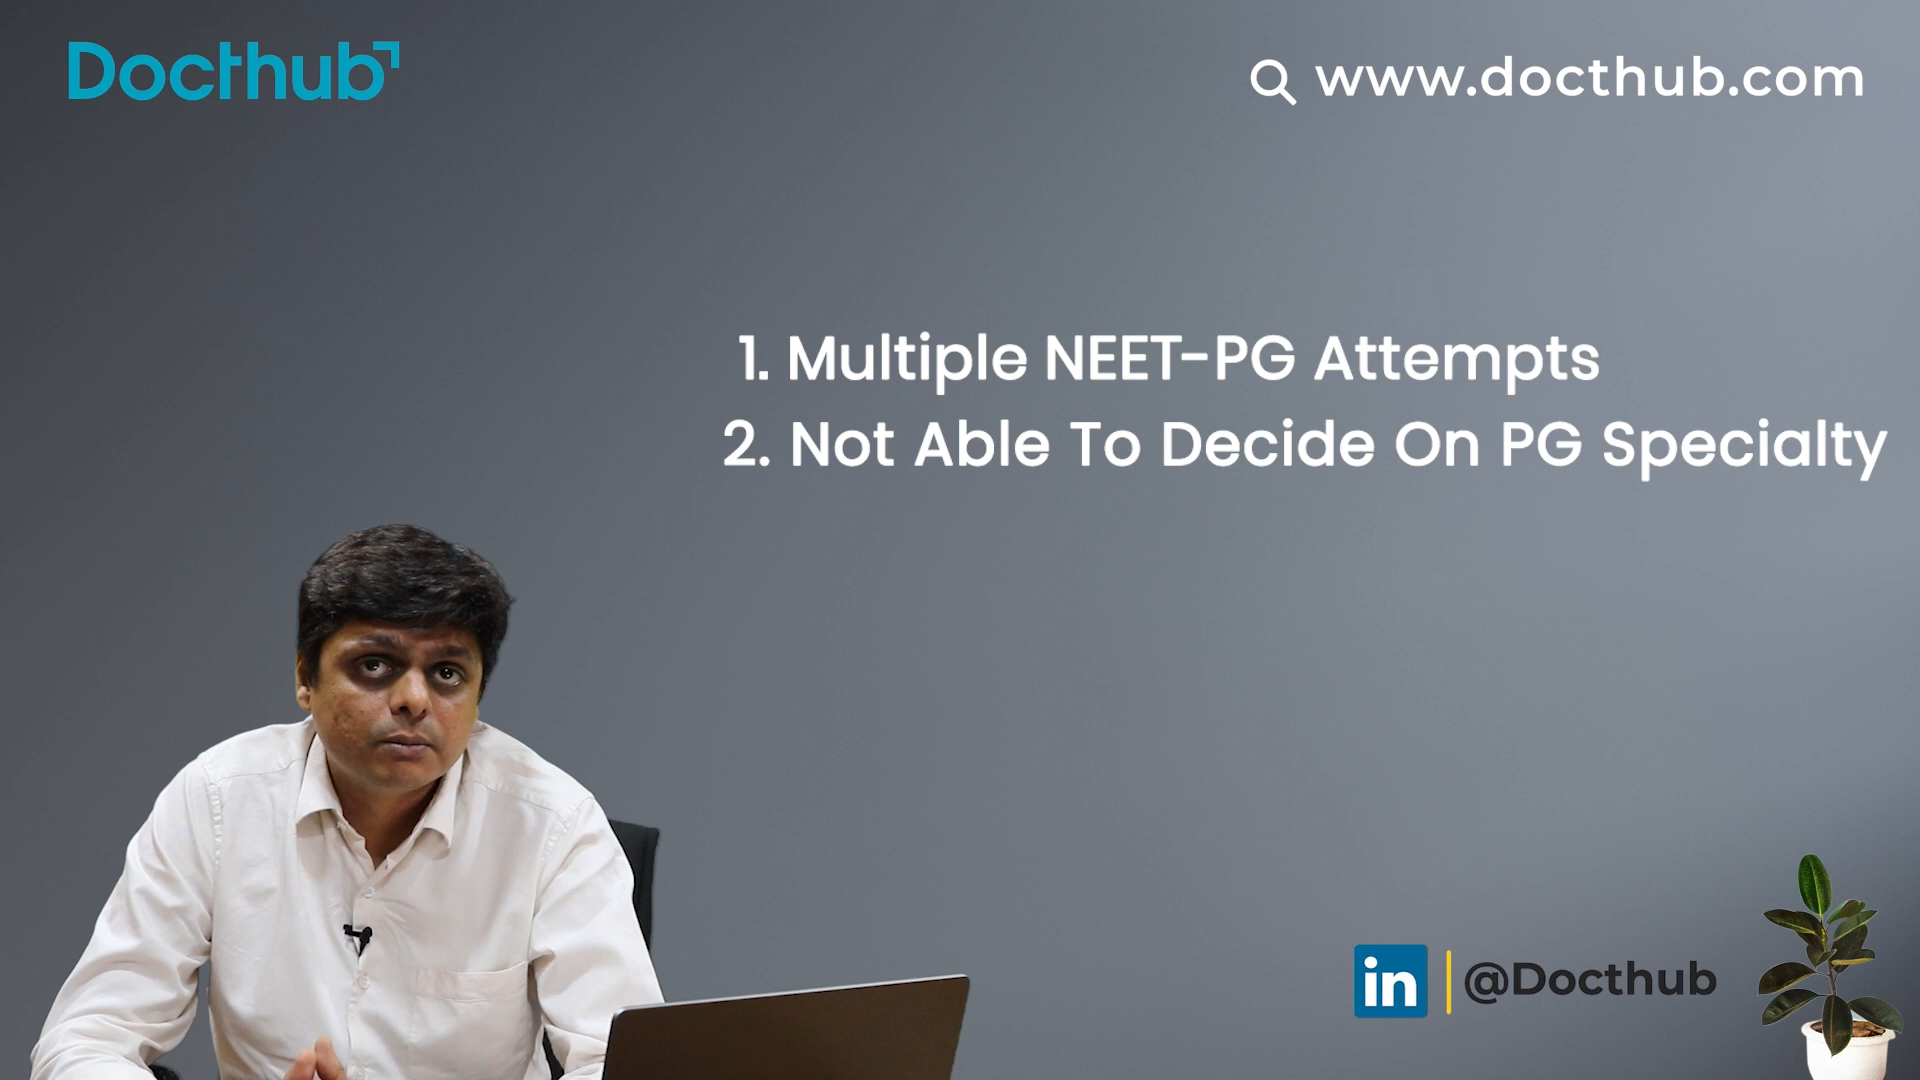 Docthub
www.docthub.com
1. Multiple NEET-PG Attempts
2. Not Able To Decide On PG Specialty
in | @Docthub